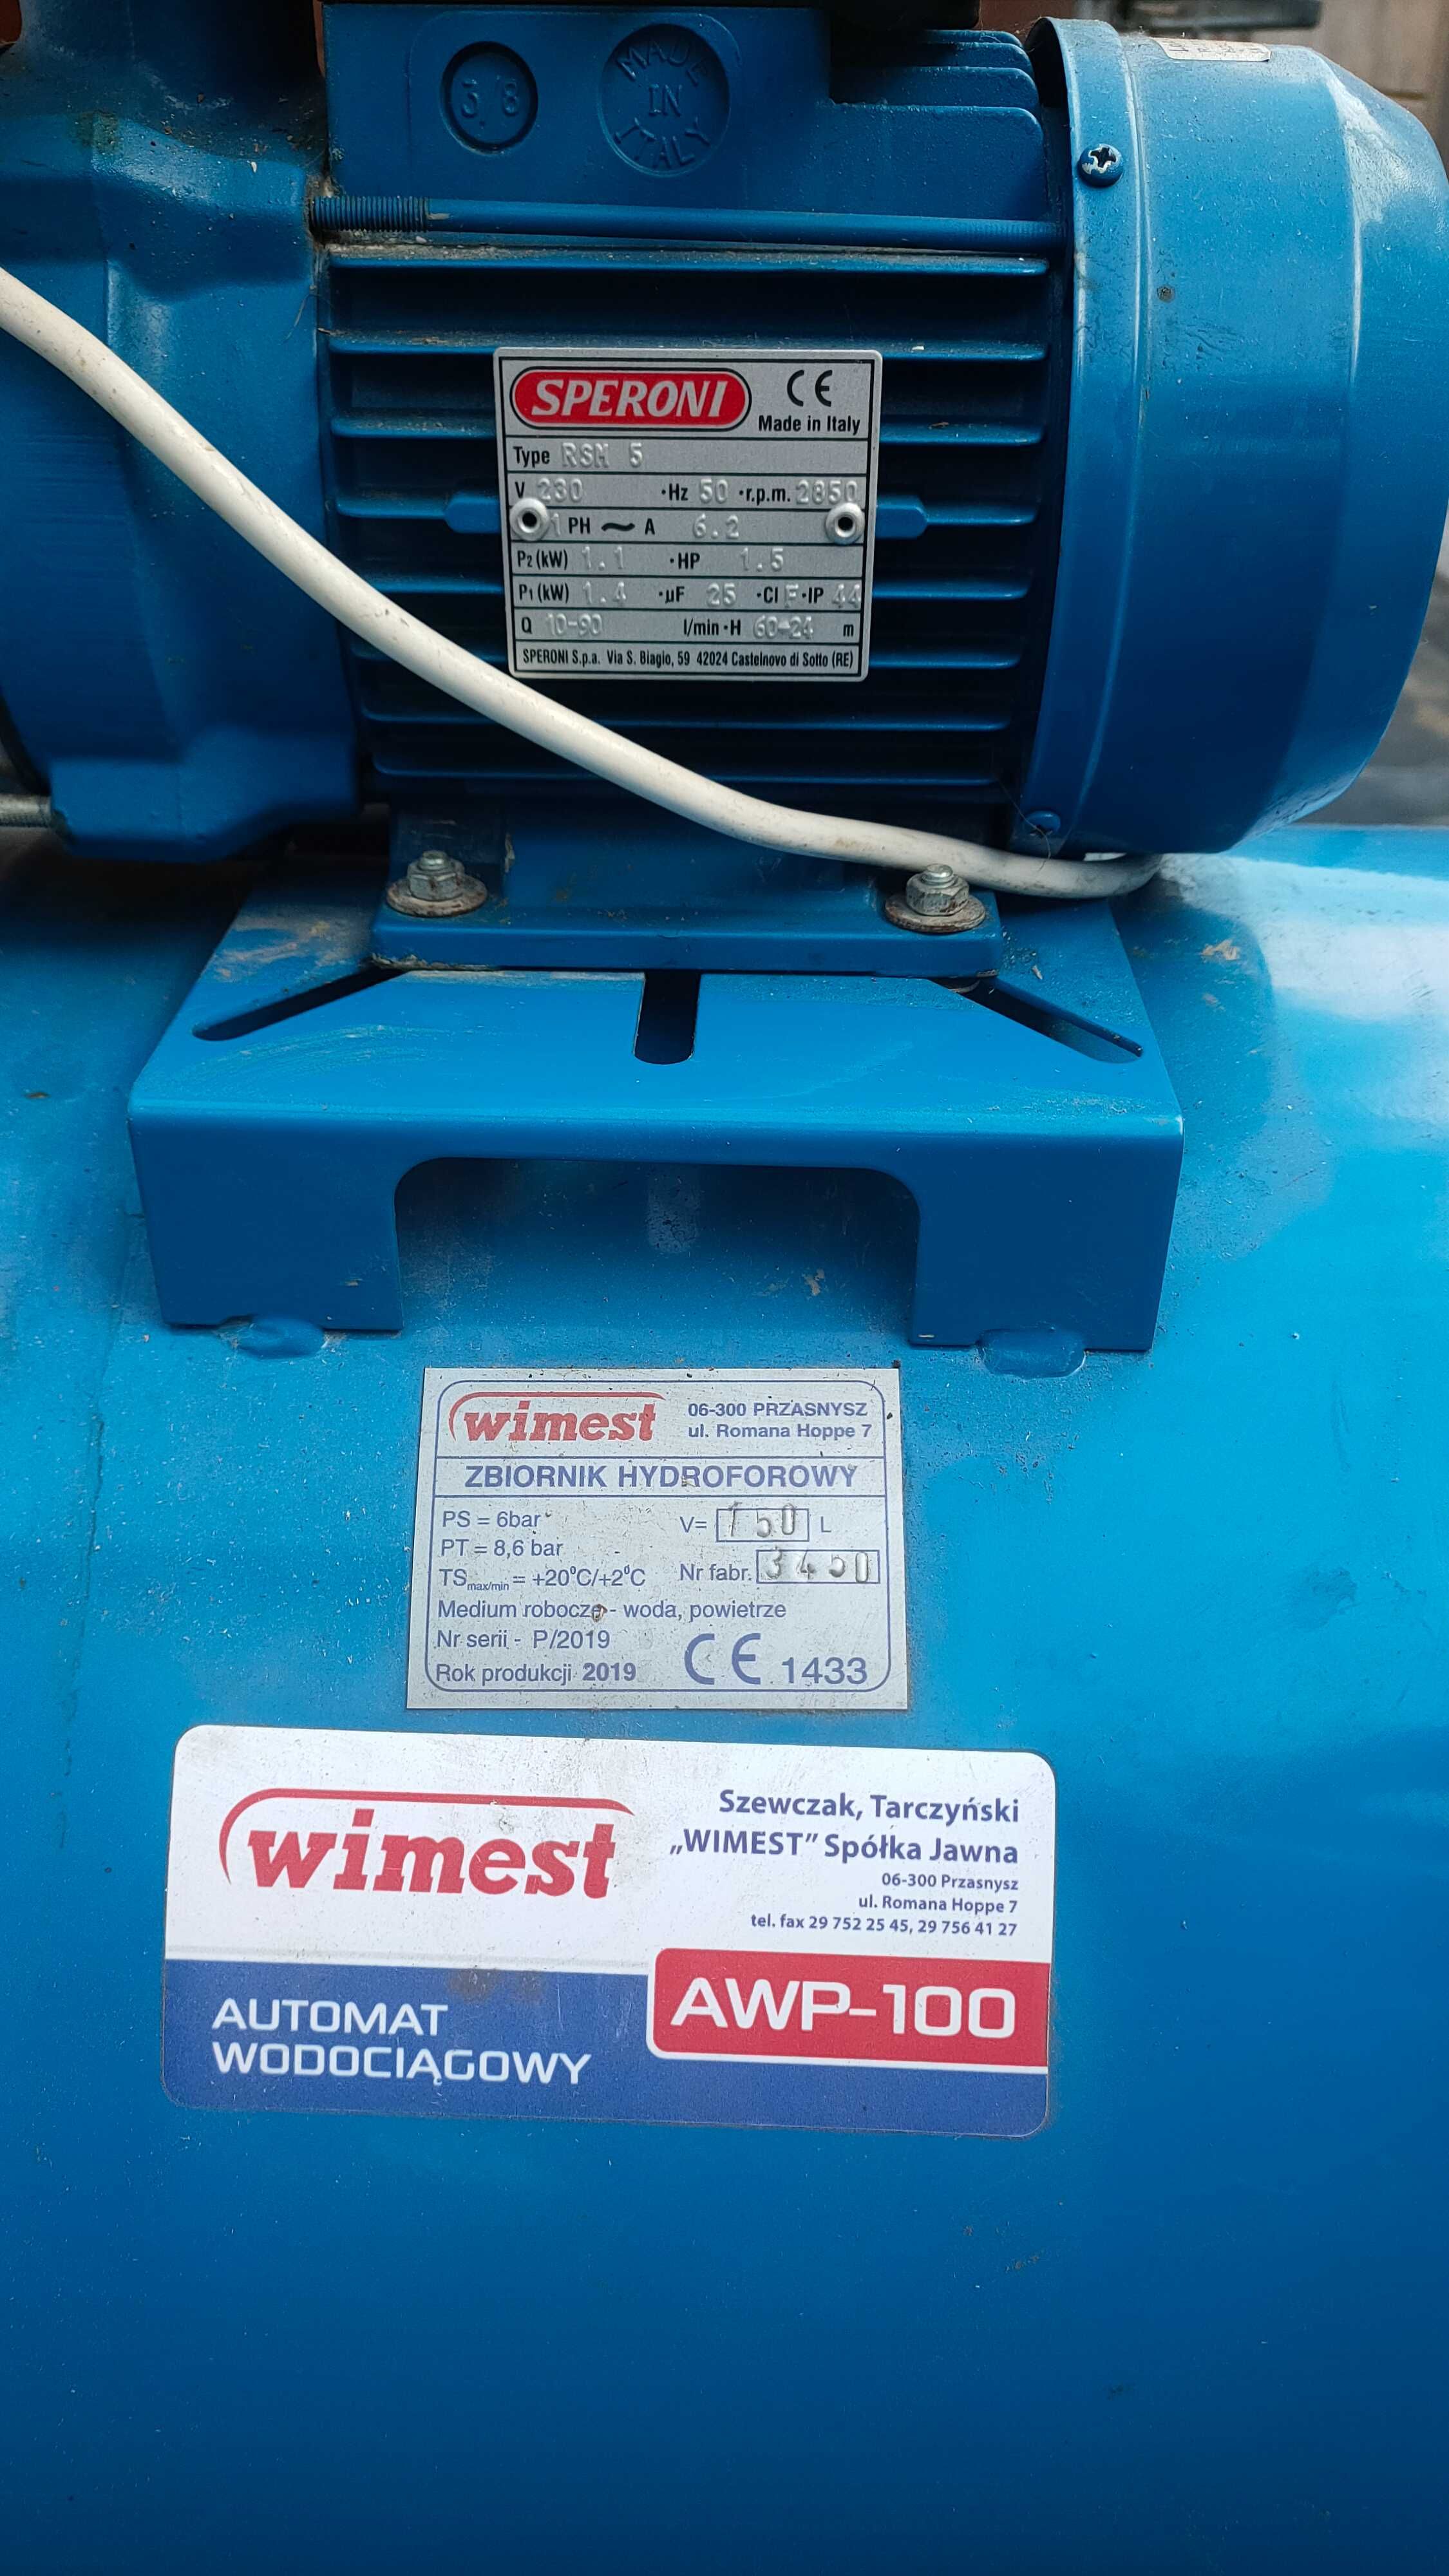 3,8
MADE
IN
ITALY
SPERONI CE
Made in Italy
Type RSM 5
V 230 ·Hz 50 ·r.p.m. 2850
1 PH ~ A 6.2
P2 (kW) 1.1 ·HP 1.5
P1 (kW) 1.4 ·µF 25 ·Cl F ·IP 44
Q 10-90 l/min ·H 60-24 m
SPERONI S.p.a. Via S. Biagio, 59 42024 Castelnovo di Sotto (RE)
wimest 06-300 PRZASNYSZ
ul. Romana Hoppe 7
ZBIORNIK HYDROFOROWY
PS = 6bar V= 150 L
PT = 8,6 bar
TSmax/min = +20°C/+2°C Nr fabr. 3450
Medium robocze - woda, powietrze
Nr serii - P/2019
Rok produkcji 2019 CE 1433
wimest
Szewczak, Tarczyński
„WIMEST” Spółka Jawna
06-300 Przasnysz
ul. Romana Hoppe 7
tel. fax 29 752 25 45, 29 756 41 27
AUTOMAT
WODOCIĄGOWY
AWP-100